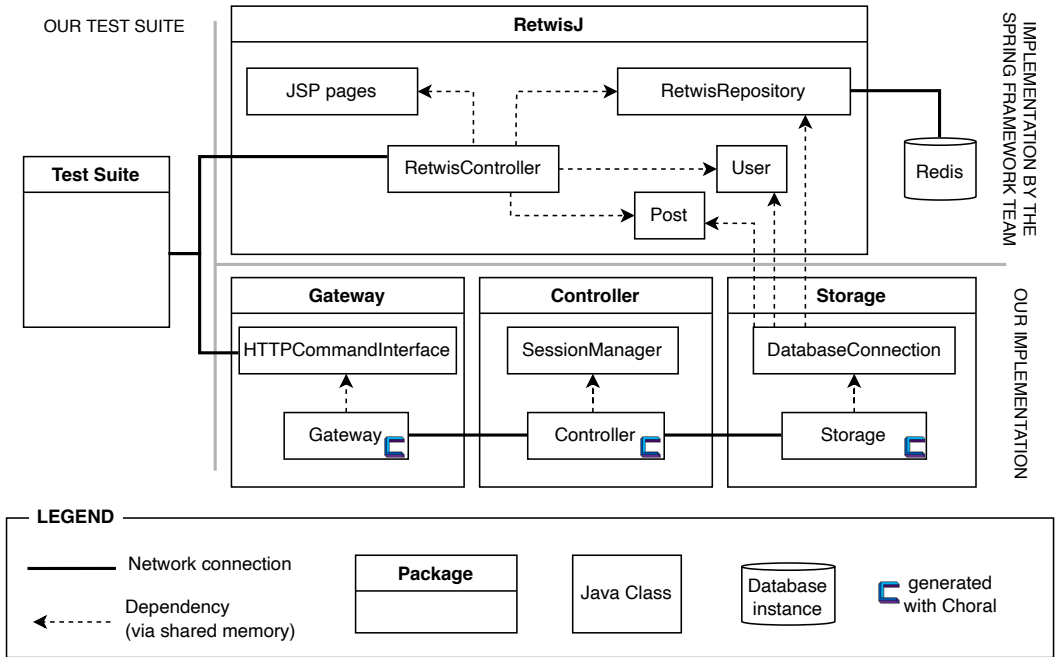 OUR TEST SUITE
RetwisJ
IMPLEMENTATION BY THE
SPRING FRAMEWORK TEAM
JSP pages
RetwisRepository
Test Suite
RetwisController
User
Redis
Post
Gateway
Controller
Storage
OUR IMPLEMENTATION
HTTPCommandInterface
SessionManager
DatabaseConnection
Gateway
Controller
Storage
LEGEND
Network connection
Dependency
(via shared memory)
Package
Java Class
Database
instance
generated
with Choral